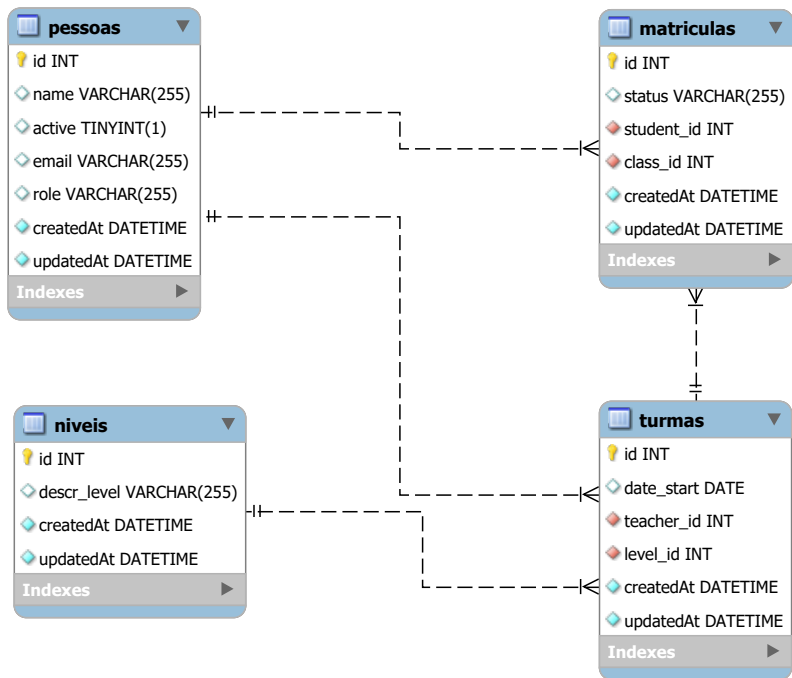 pessoas
id INT
name VARCHAR(255)
active TINYINT(1)
email VARCHAR(255)
role VARCHAR(255)
createdAt DATETIME
updatedAt DATETIME
Indexes
matriculas
id INT
status VARCHAR(255)
student_id INT
class_id INT
createdAt DATETIME
updatedAt DATETIME
Indexes
niveis
id INT
descr_level VARCHAR(255)
createdAt DATETIME
updatedAt DATETIME
Indexes
turmas
id INT
date_start DATE
teacher_id INT
level_id INT
createdAt DATETIME
updatedAt DATETIME
Indexes